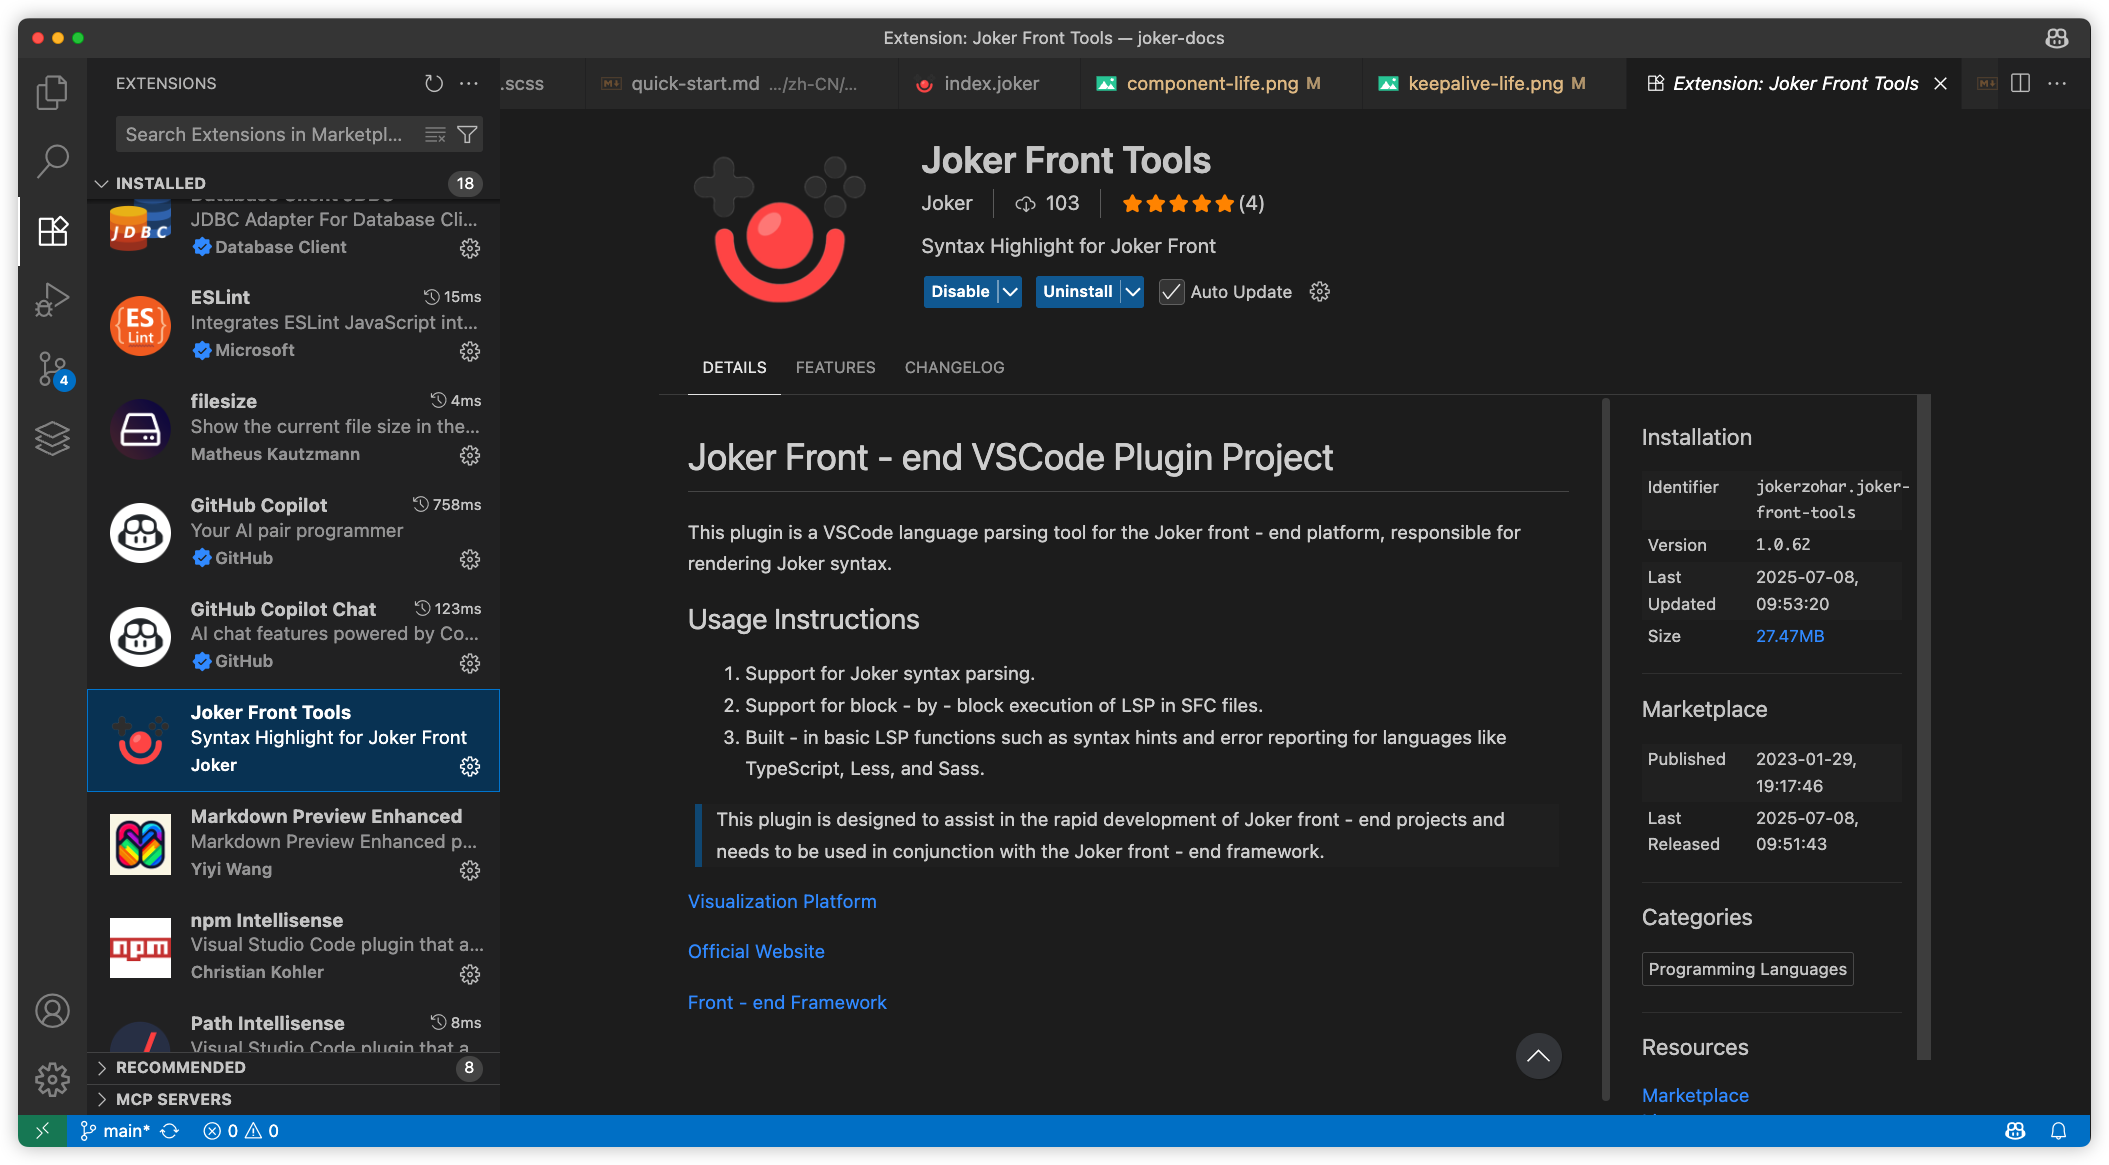 Extension: Joker Front Tools — joker-docs
EXTENSIONS
Search Extensions in Marketpl...
INSTALLED
18
JDBC
JDBC Adapter For Database Cli...
Database Client
ES
Lint
ESLint
15ms
Integrates ESLint JavaScript int...
Microsoft
filesize
4ms
Show the current file size in the...
Matheus Kautzmann
GitHub Copilot
758ms
Your AI pair programmer
GitHub
GitHub Copilot Chat
123ms
AI chat features powered by Co...
GitHub
Joker Front Tools
Syntax Highlight for Joker Front
Joker
Markdown Preview Enhanced
Markdown Preview Enhanced p...
Yiyi Wang
npm
npm Intellisense
Visual Studio Code plugin that a...
Christian Kohler
Path Intellisense
8ms
Visual Studio Code plugin that a
RECOMMENDED
8
MCP SERVERS
4
.scss
quick-start.md .../zh-CN/...
index.joker
component-life.png M
keepalive-life.png M
Extension: Joker Front Tools
Joker Front Tools
Joker
103
(4)
Syntax Highlight for Joker Front
Disable
Uninstall
Auto Update
DETAILS
FEATURES
CHANGELOG
Joker Front - end VSCode Plugin Project
This plugin is a VSCode language parsing tool for the Joker front - end platform, responsible for
rendering Joker syntax.
Usage Instructions
1. Support for Joker syntax parsing.
2. Support for block - by - block execution of LSP in SFC files.
3. Built - in basic LSP functions such as syntax hints and error reporting for languages like
TypeScript, Less, and Sass.
This plugin is designed to assist in the rapid development of Joker front - end projects and
needs to be used in conjunction with the Joker front - end framework.
Visualization Platform
Official Website
Front - end Framework
Installation
Identifier
jokerzohar.joker-
front-tools
Version
1.0.62
Last
Updated
2025-07-08,
09:53:20
Size
27.47MB
Marketplace
Published
2023-01-29,
19:17:46
Last
Released
2025-07-08,
09:51:43
Categories
Programming Languages
Resources
Marketplace
main*
0
0